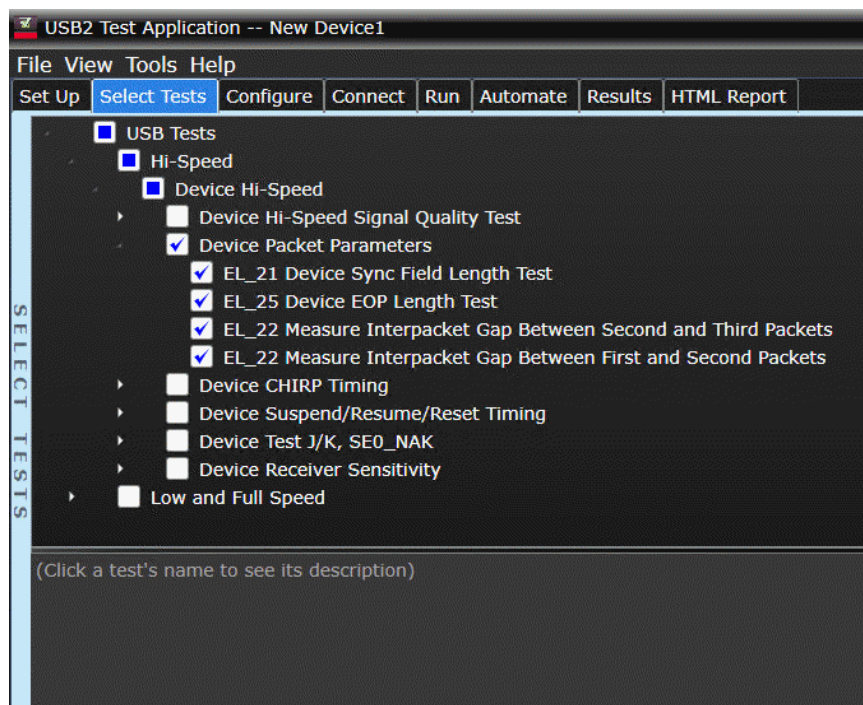 USB2 Test Application -- New Device1
File View Tools Help
Set Up Select Tests Configure Connect Run Automate Results HTML Report
USB Tests
Hi-Speed
Device Hi-Speed
Device Hi-Speed Signal Quality Test
Device Packet Parameters
EL_21 Device Sync Field Length Test
EL_25 Device EOP Length Test
EL_22 Measure Interpacket Gap Between Second and Third Packets
EL_22 Measure Interpacket Gap Between First and Second Packets
Device CHIRP Timing
Device Suspend/Resume/Reset Timing
Device Test J/K, SE0_NAK
Device Receiver Sensitivity
Low and Full Speed
SELECT TESTS
(Click a test's name to see its description)